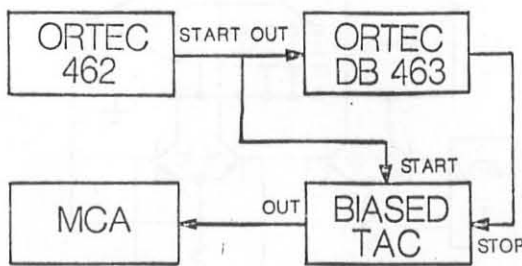 ORTEC
462
START OUT
ORTEC
DB 463
START
MCA
OUT
BIASED
TAC
STOP